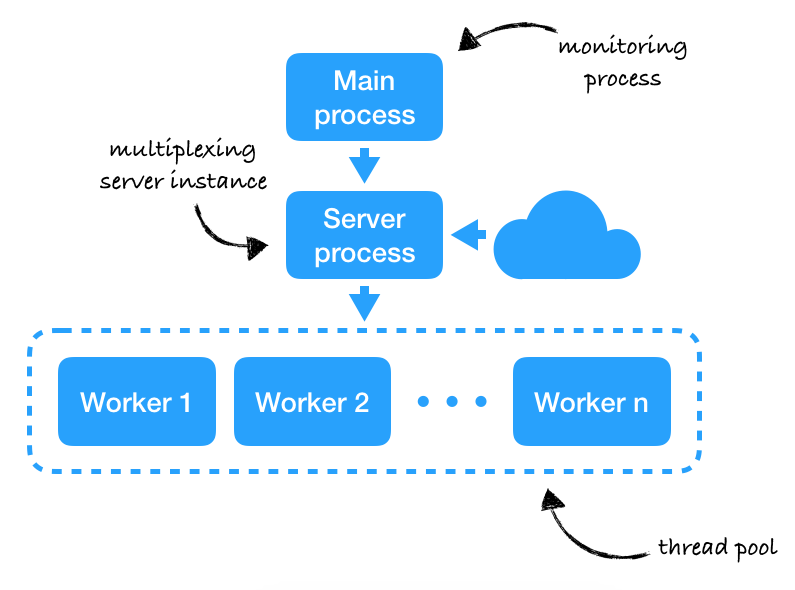 monitoring
process
Main
process
multiplexing
server instance
Server
process
Worker 1
Worker 2
Worker n
thread pool